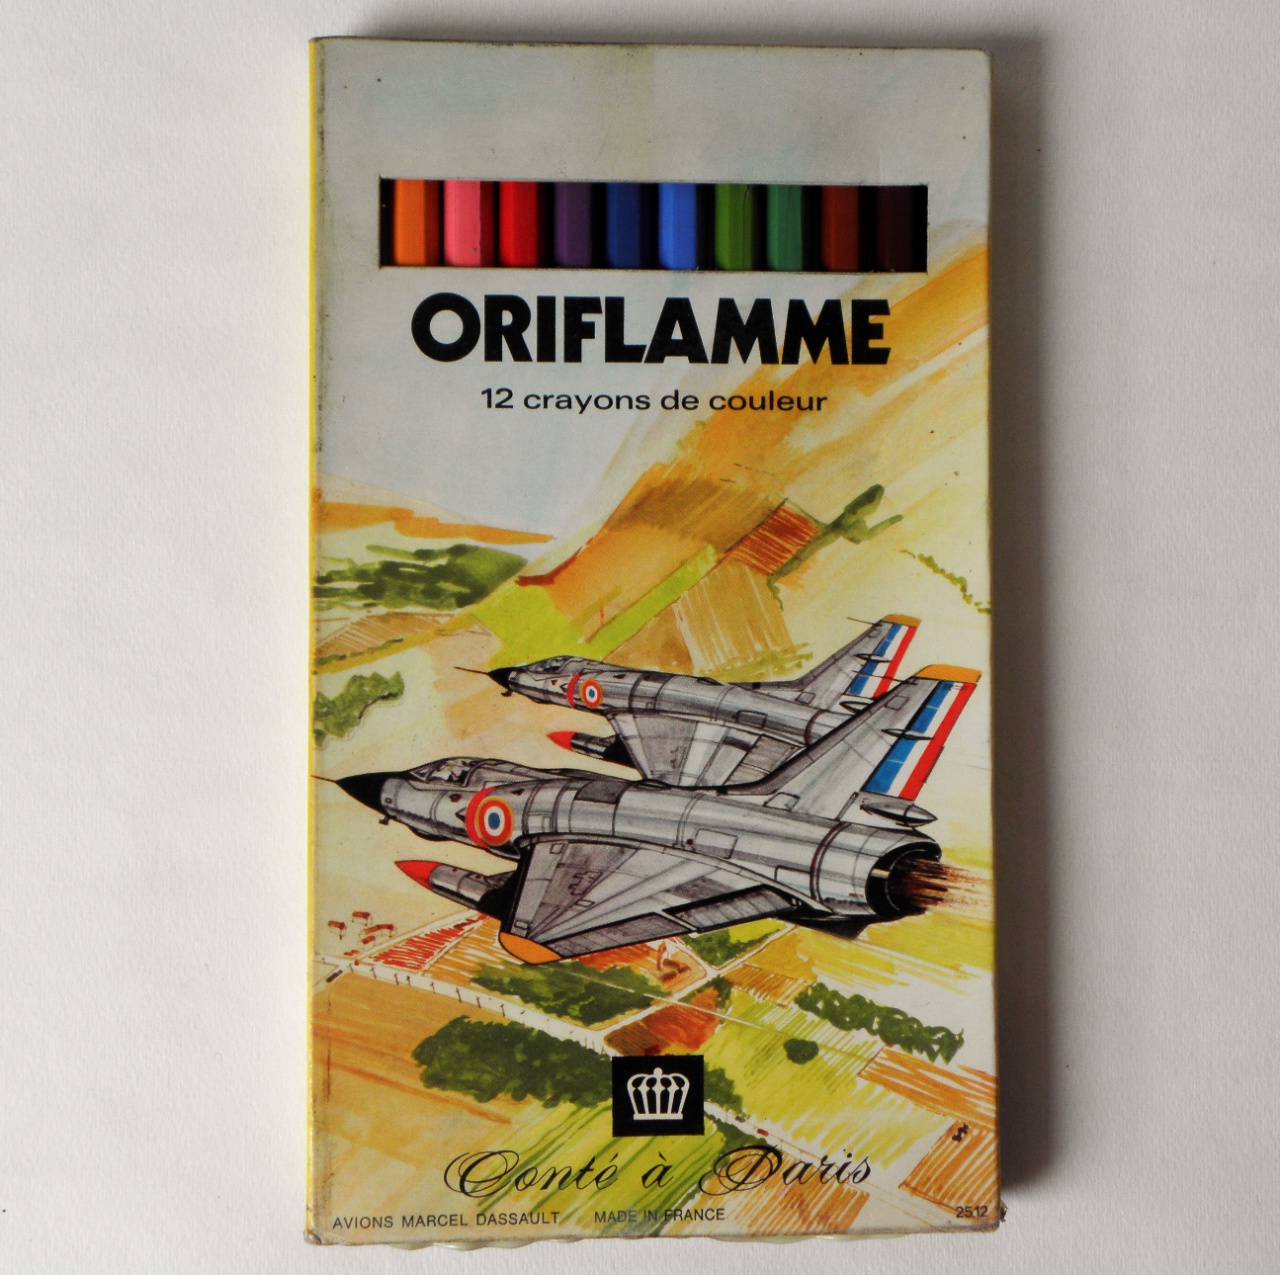 ORIFLAMME
12 crayons de couleur
Conté à Paris
AVIONS MARCEL DASSAULT MADE IN FRANCE 2512